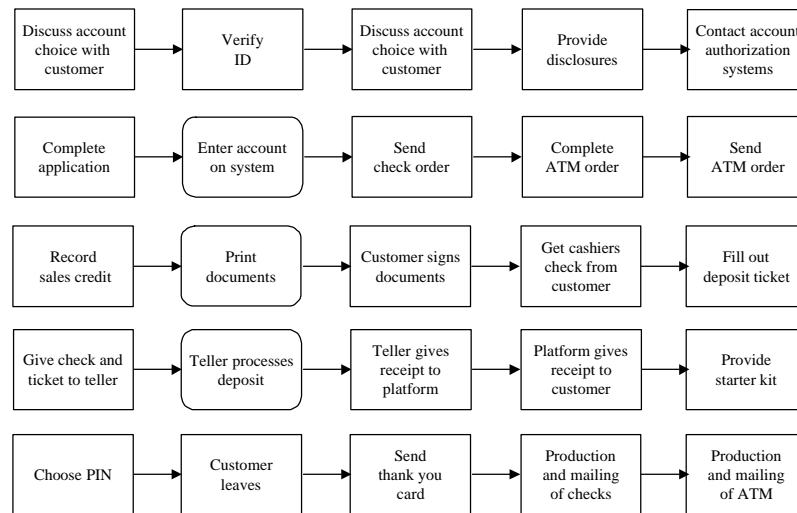 Discuss account
choice with
customer
Verify
ID
Discuss account
choice with
customer
Provide
disclosures
Contact account
authorization
systems
Complete
application
Enter account
on system
Send
check order
Complete
ATM order
Send
ATM order
Record
sales credit
Print
documents
Customer signs
documents
Get cashiers
check from
customer
Fill out
deposit ticket
Give check and
ticket to teller
Teller processes
deposit
Teller gives
receipt to
platform
Platform gives
receipt to
customer
Provide
starter kit
Choose PIN
Customer
leaves
Send
thank you
card
Production
and mailing
of checks
Production
and mailing
of ATM